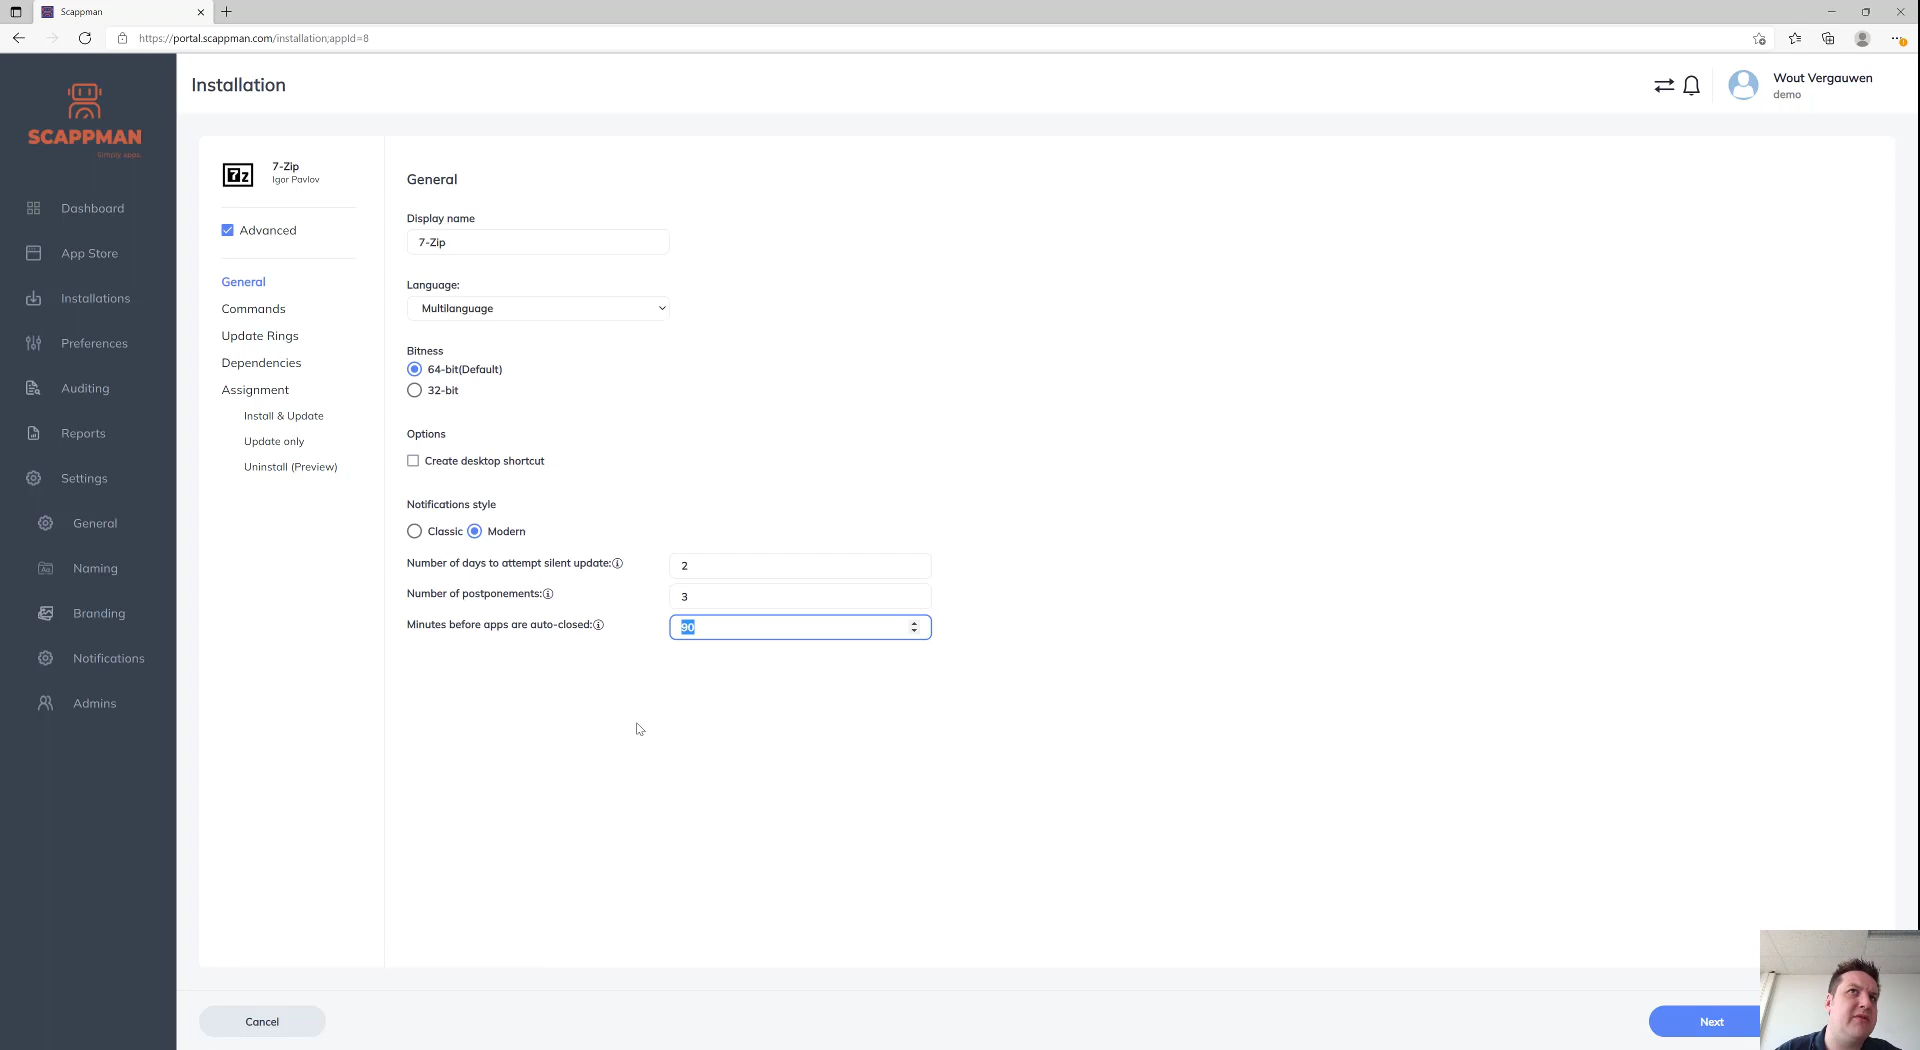 Scappman
https://portal.scappman.com/installation;appId=8
SCAPPMAN
Simply apps.
Installation
Wout Vergauwen
demo
Dashboard
App Store
Installations
Preferences
Auditing
Reports
Settings
General
Naming
Branding
Notifications
Admins
7z
7-Zip
Igor Pavlov
Advanced
General
Commands
Update Rings
Dependencies
Assignment
Install & Update
Update only
Uninstall (Preview)
General
Display name
7-Zip
Language:
Multilanguage
Bitness
64-bit(Default)
32-bit
Options
Create desktop shortcut
Notifications style
Classic Modern
Number of days to attempt silent update: 2
Number of postponements: 3
Minutes before apps are auto-closed: 90
Cancel
Next